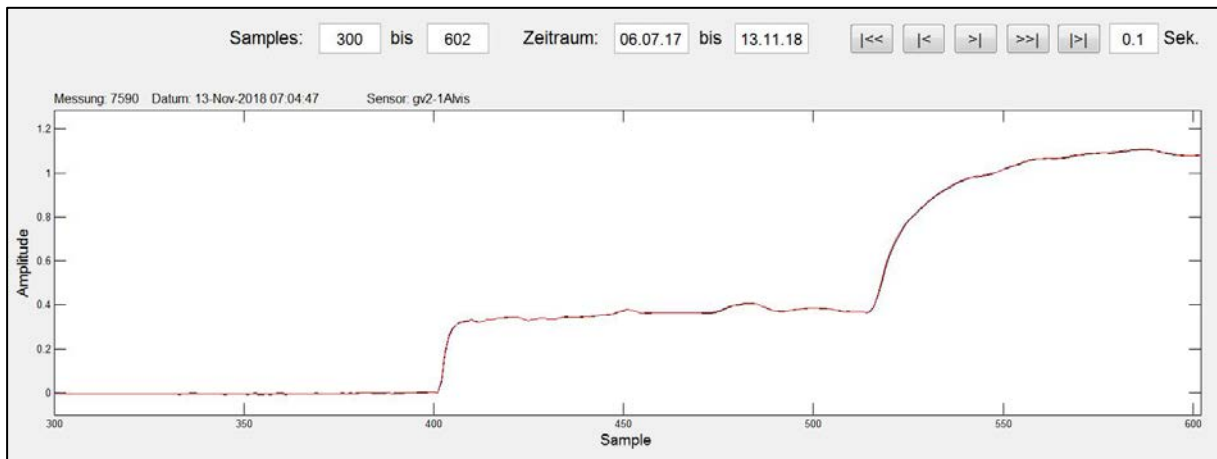 Samples: 300 bis 602 Zeitraum: 06.07.17 bis 13.11.18 |<< |< >| >>| |>| 0.1 Sek.
Messung: 7590 Datum: 13-Nov-2018 07:04:47 Sensor: gv2-1Alvis
1.2
1
0.8
0.6
0.4
0.2
0
Amplitude
300 350 400 450 500 550 600
Sample